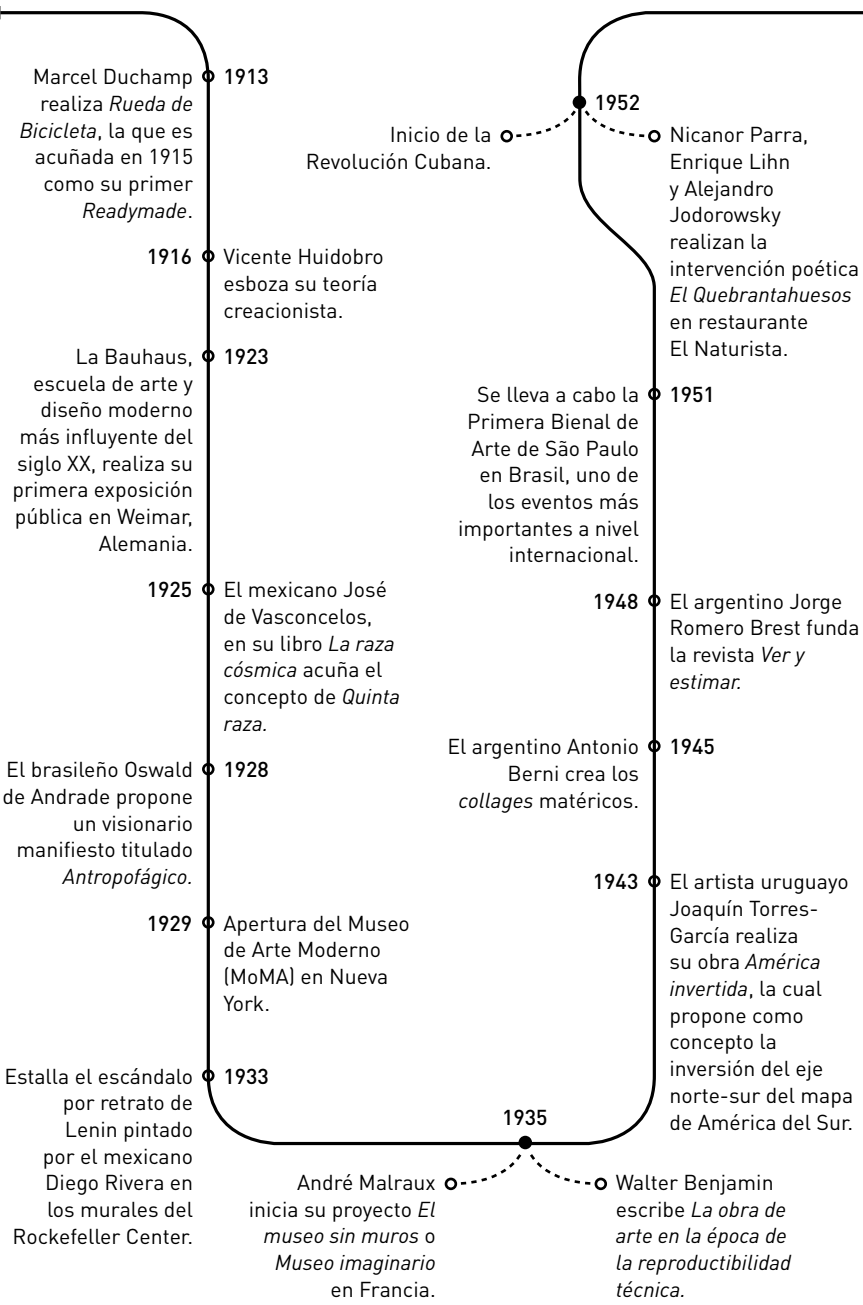 Marcel Duchamp
realiza Rueda de
Bicicleta, la que es
acuñada en 1915
como su primer
Readymade.
1913
1916
Vicente Huidobro
esboza su teoría
creacionista.
La Bauhaus,
escuela de arte y
diseño moderno
más influyente del
siglo XX, realiza su
primera exposición
pública en Weimar,
Alemania.
1923
1925
El mexicano José
de Vasconcelos,
en su libro La raza
cósmica acuña el
concepto de Quinta
raza.
El brasileño Oswald
de Andrade propone
un visionario
manifiesto titulado
Antropofágico.
1928
1929
Apertura del Museo
de Arte Moderno
(MoMA) en Nueva
York.
Estalla el escándalo
por retrato de
Lenin pintado
por el mexicano
Diego Rivera en
los murales del
Rockefeller Center.
1933
1935
André Malraux
inicia su proyecto El
museo sin muros o
Museo imaginario
en Francia.
Walter Benjamin
escribe La obra de
arte en la época de
la reproductibilidad
técnica.
1943
El artista uruguayo
Joaquín Torres-
García realiza
su obra América
invertida, la cual
propone como
concepto la
inversión del eje
norte-sur del mapa
de América del Sur.
El argentino Antonio
Berni crea los
collages matéricos.
1945
1948
El argentino Jorge
Romero Brest funda
la revista Ver y
estimar.
Se lleva a cabo la
Primera Bienal de
Arte de São Paulo
en Brasil, uno de
los eventos más
importantes a nivel
internacional.
1951
1952
Inicio de la
Revolución Cubana.
Nicanor Parra,
Enrique Lihn
y Alejandro
Jodorowsky
realizan la
intervención poética
El Quebrantahuesos
en restaurante
El Naturista.